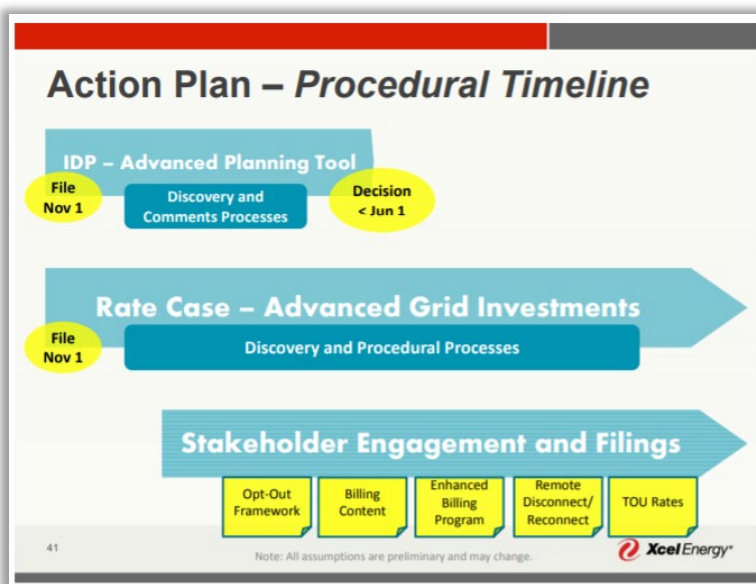 Action Plan – Procedural Timeline
IDP – Advanced Planning Tool
File
Nov 1
Discovery and
Comments Processes
Decision
< Jun 1
Rate Case – Advanced Grid Investments
File
Nov 1
Discovery and Procedural Processes
Stakeholder Engagement and Filings
Opt-Out
Framework
Billing
Content
Enhanced
Billing
Program
Remote
Disconnect/
Reconnect
TOU Rates
41
Note: All assumptions are preliminary and may change.
Xcel Energy®